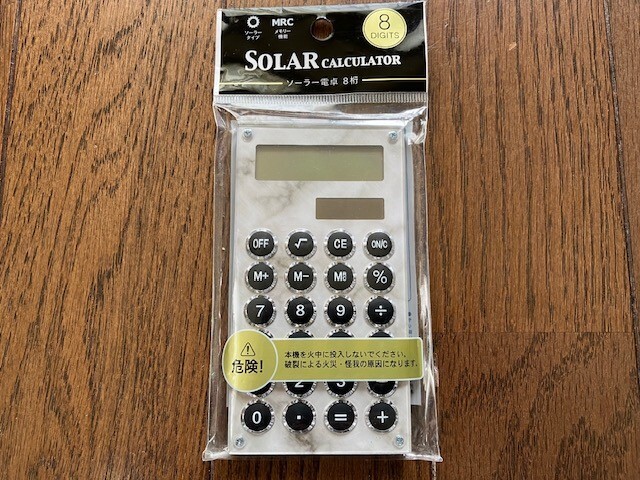 MRC
8
DIGITS
ソーラー
タイプ
メモリー
機能
SOLAR CALCULATOR
ソーラー電卓 8桁
OFF √ CE ON/C
M+ M− %
7 8 9 ÷
危険!
本機を火中に投入しないでください。
破裂による火災・怪我の原因になります。
2 3
0 . = +